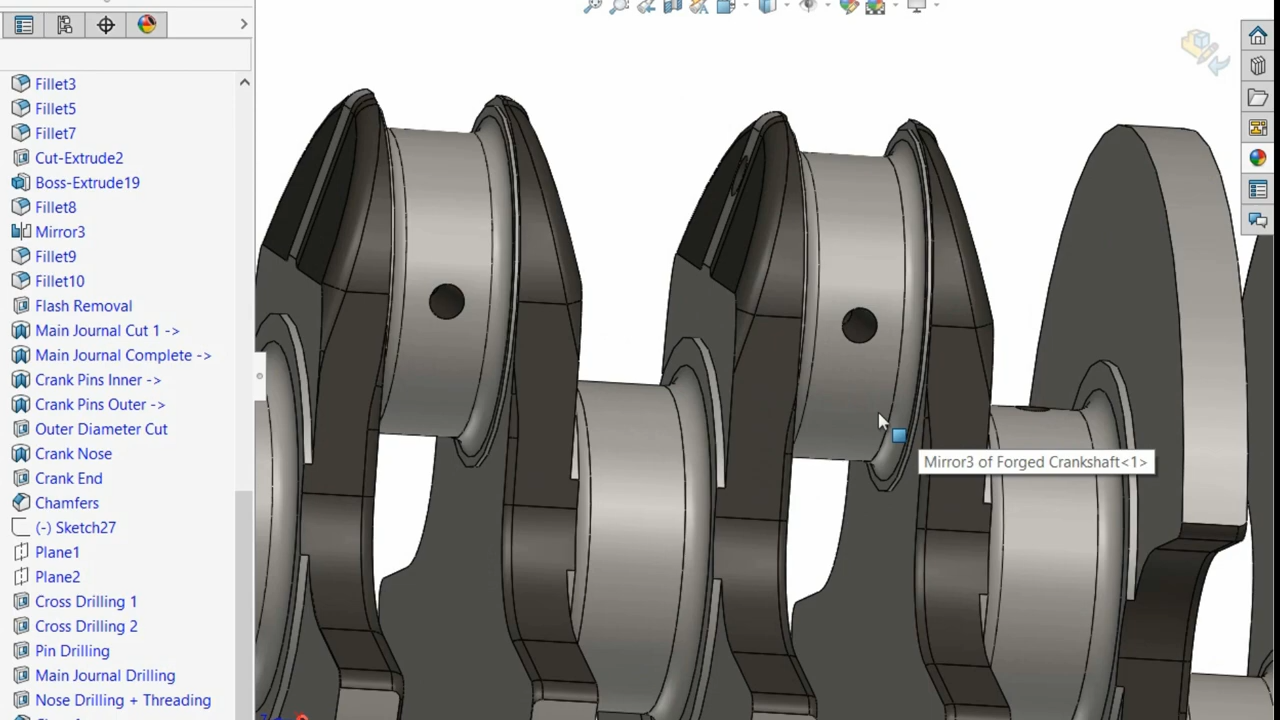 Fillet3
Fillet5
Fillet7
Cut-Extrude2
Boss-Extrude19
Fillet8
Mirror3
Fillet9
Fillet10
Flash Removal
Main Journal Cut 1 ->
Main Journal Complete ->
Crank Pins Inner ->
Crank Pins Outer ->
Outer Diameter Cut
Crank Nose
Crank End
Chamfers
(-) Sketch27
Plane1
Plane2
Cross Drilling 1
Cross Drilling 2
Pin Drilling
Main Journal Drilling
Nose Drilling + Threading
Mirror3 of Forged Crankshaft<1>